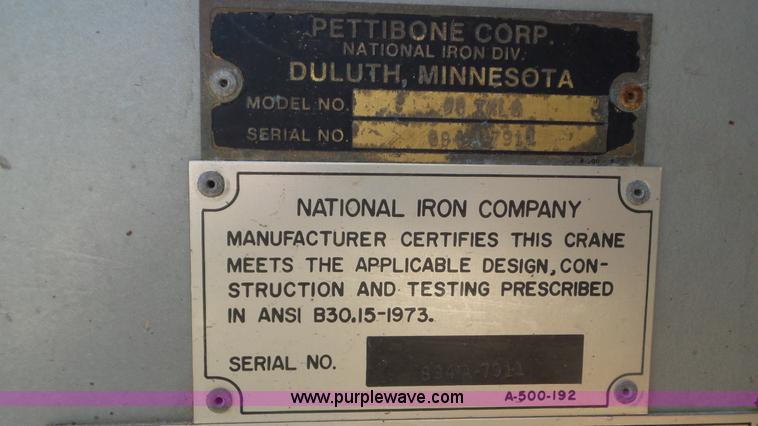 PETTIBONE CORP.
NATIONAL IRON DIV.
DULUTH, MINNESOTA
MODEL NO.
SERIAL NO.
NATIONAL IRON COMPANY
MANUFACTURER CERTIFIES THIS CRANE
MEETS THE APPLICABLE DESIGN, CON-
STRUCTION AND TESTING PRESCRIBED
IN ANSI B30.15-1973.
SERIAL NO.
A-500-192
www.purplewave.com